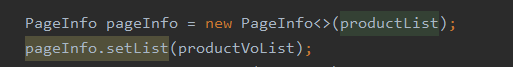 PageInfo pageInfo = new PageInfo<>(productList);
pageInfo.setList(productVoList);